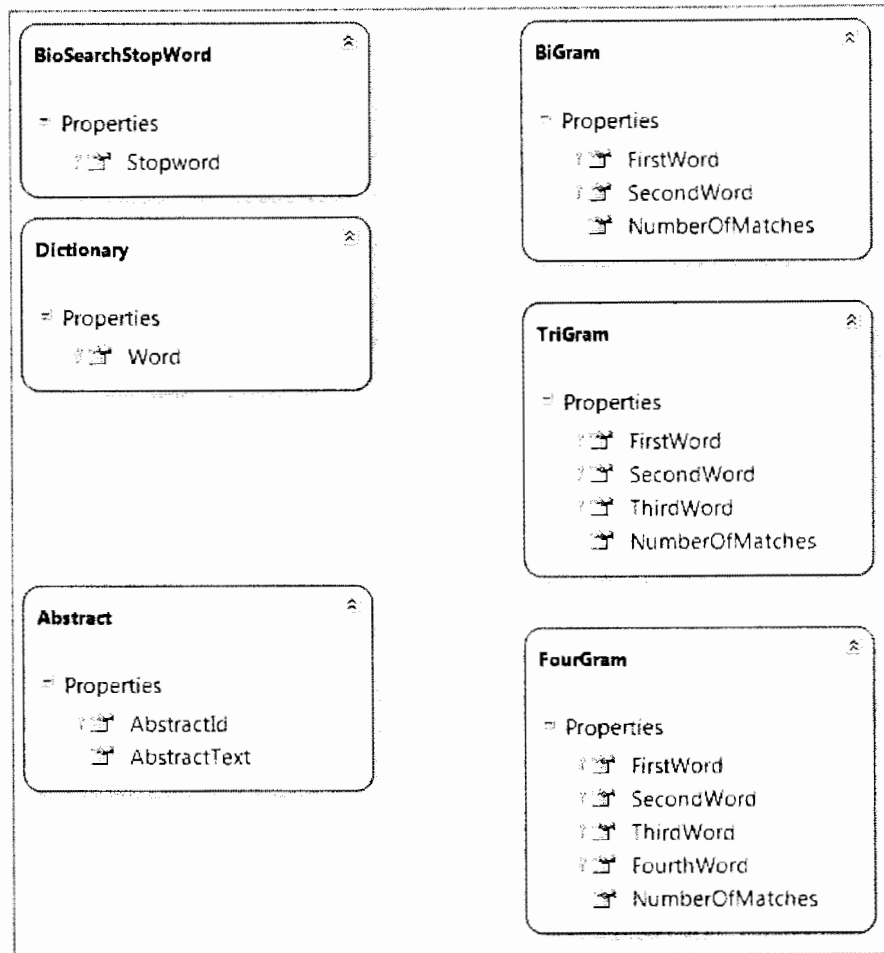 BioSearchStopWord
Properties
Stopword
Dictionary
Properties
Word
Abstract
Properties
AbstractId
AbstractText
BiGram
Properties
FirstWord
SecondWord
NumberOfMatches
TriGram
Properties
FirstWord
SecondWord
ThirdWord
NumberOfMatches
FourGram
Properties
FirstWord
SecondWord
ThirdWord
FourthWord
NumberOfMatches